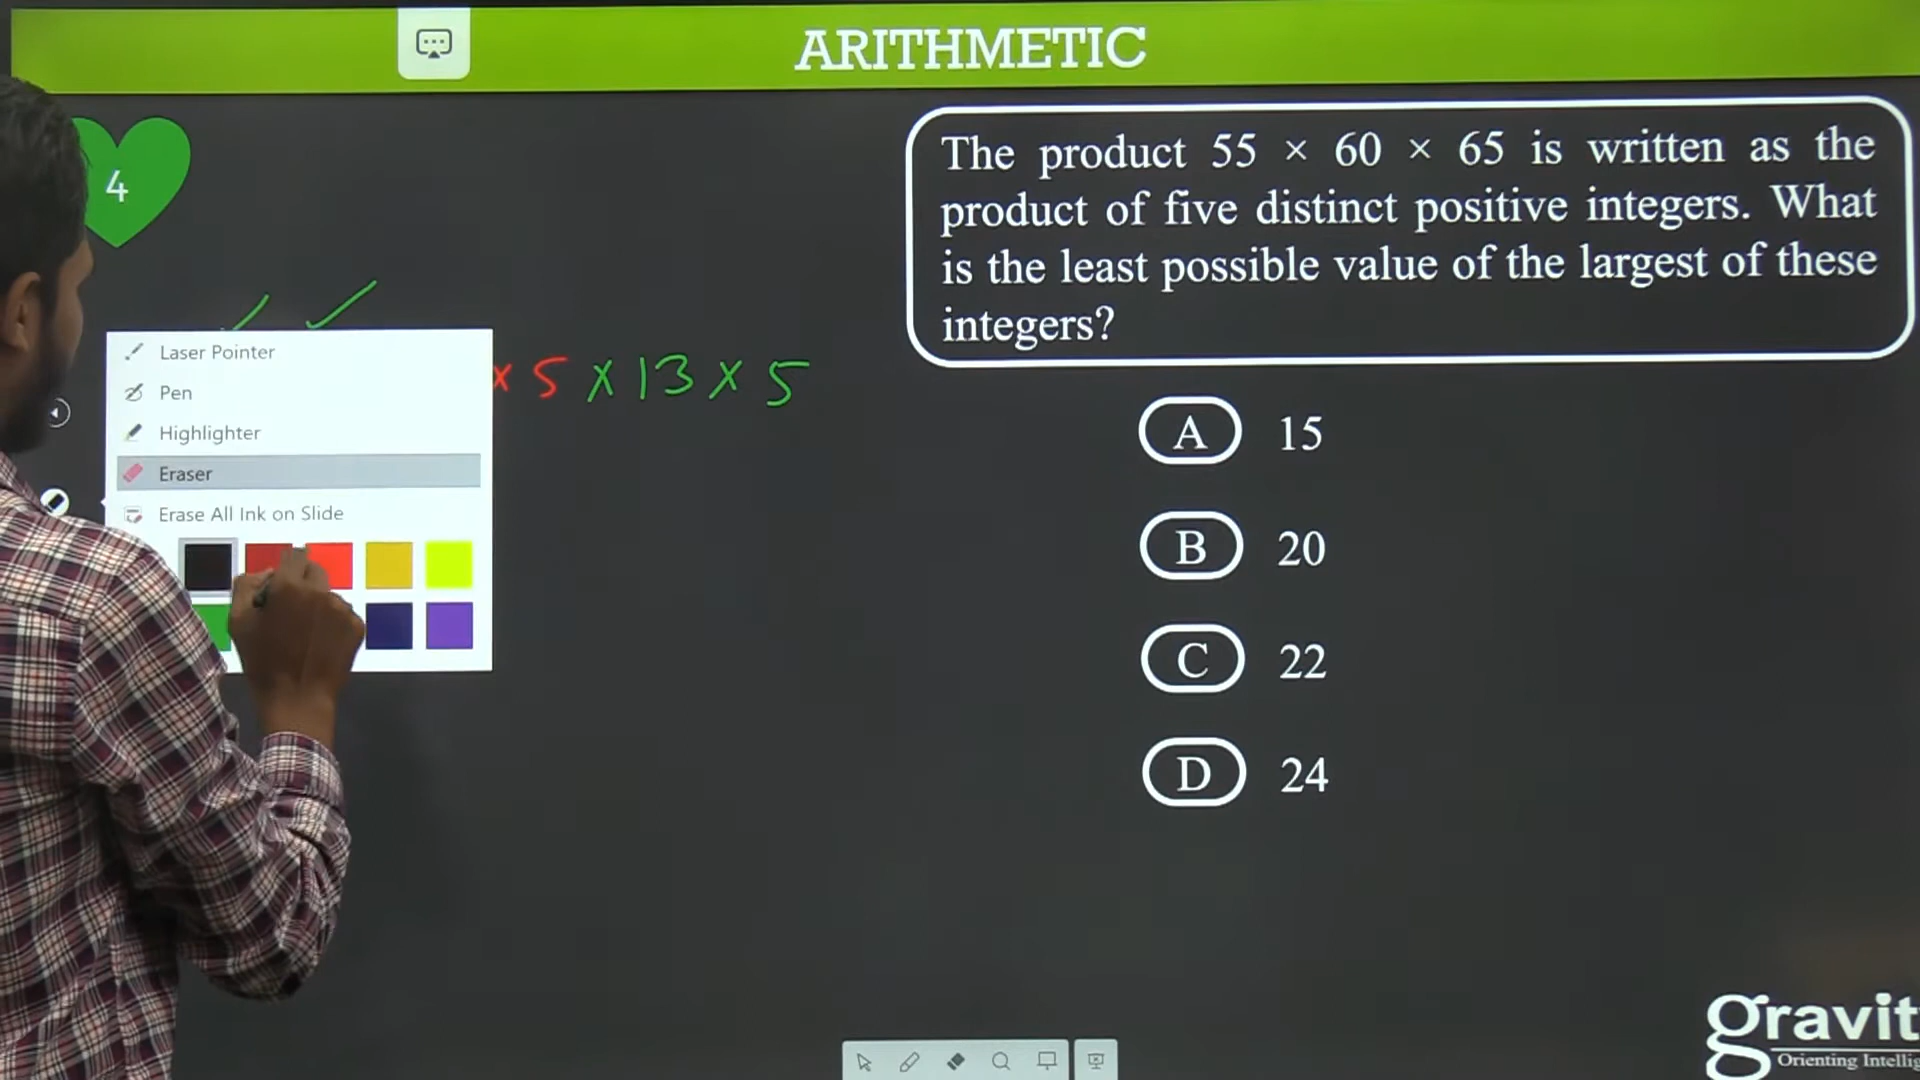 ARITHMETIC
4
The product 55 × 60 × 65 is written as the
product of five distinct positive integers. What
is the least possible value of the largest of these
integers?
Laser Pointer
Pen
Highlighter
Eraser
Erase All Ink on Slide
× 5 × 13 × 5
A 15
B 20
C 22
D 24
gravit
Orienting Intellig